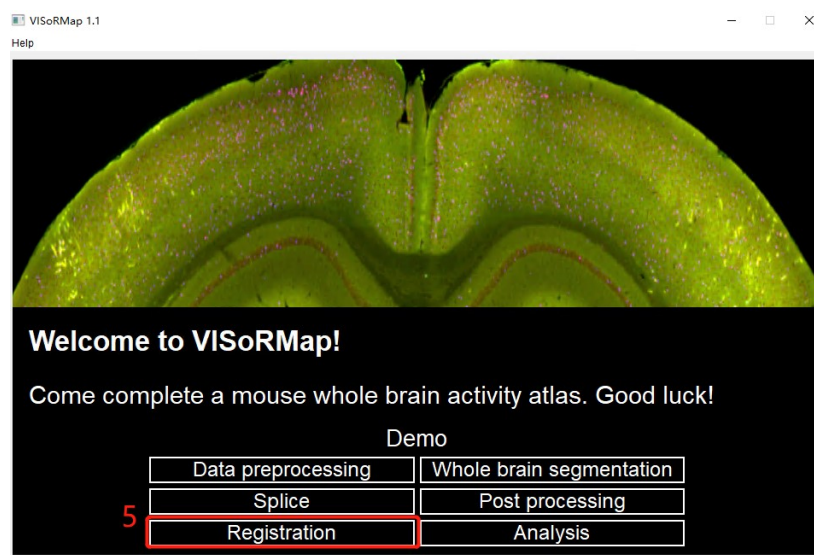 VISoRMap 1.1
Help
Welcome to VISoRMap!
Come complete a mouse whole brain activity atlas. Good luck!
Demo
Data preprocessing Whole brain segmentation
Splice Post processing
5 Registration Analysis